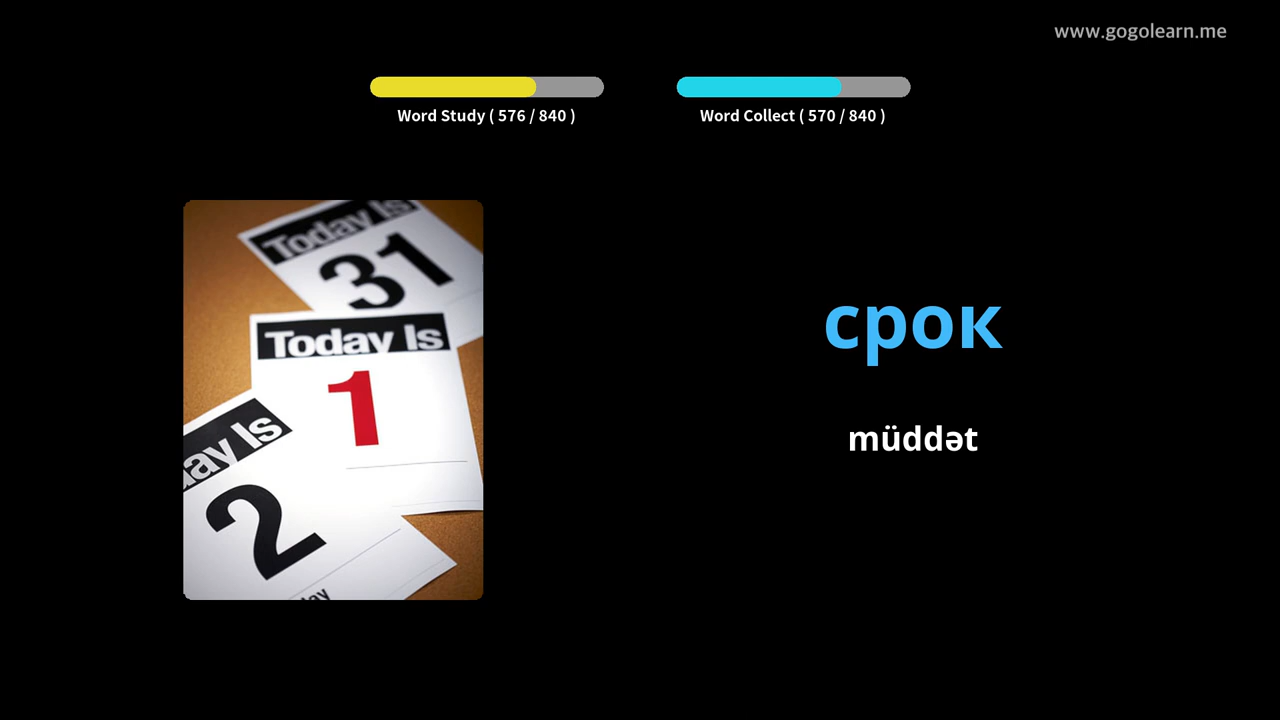 www.gogolearn.me
Word Study ( 576 / 840 )
Word Collect ( 570 / 840 )
Today Is
31
Today Is
1
ay Is
2
ay
срок
müddət